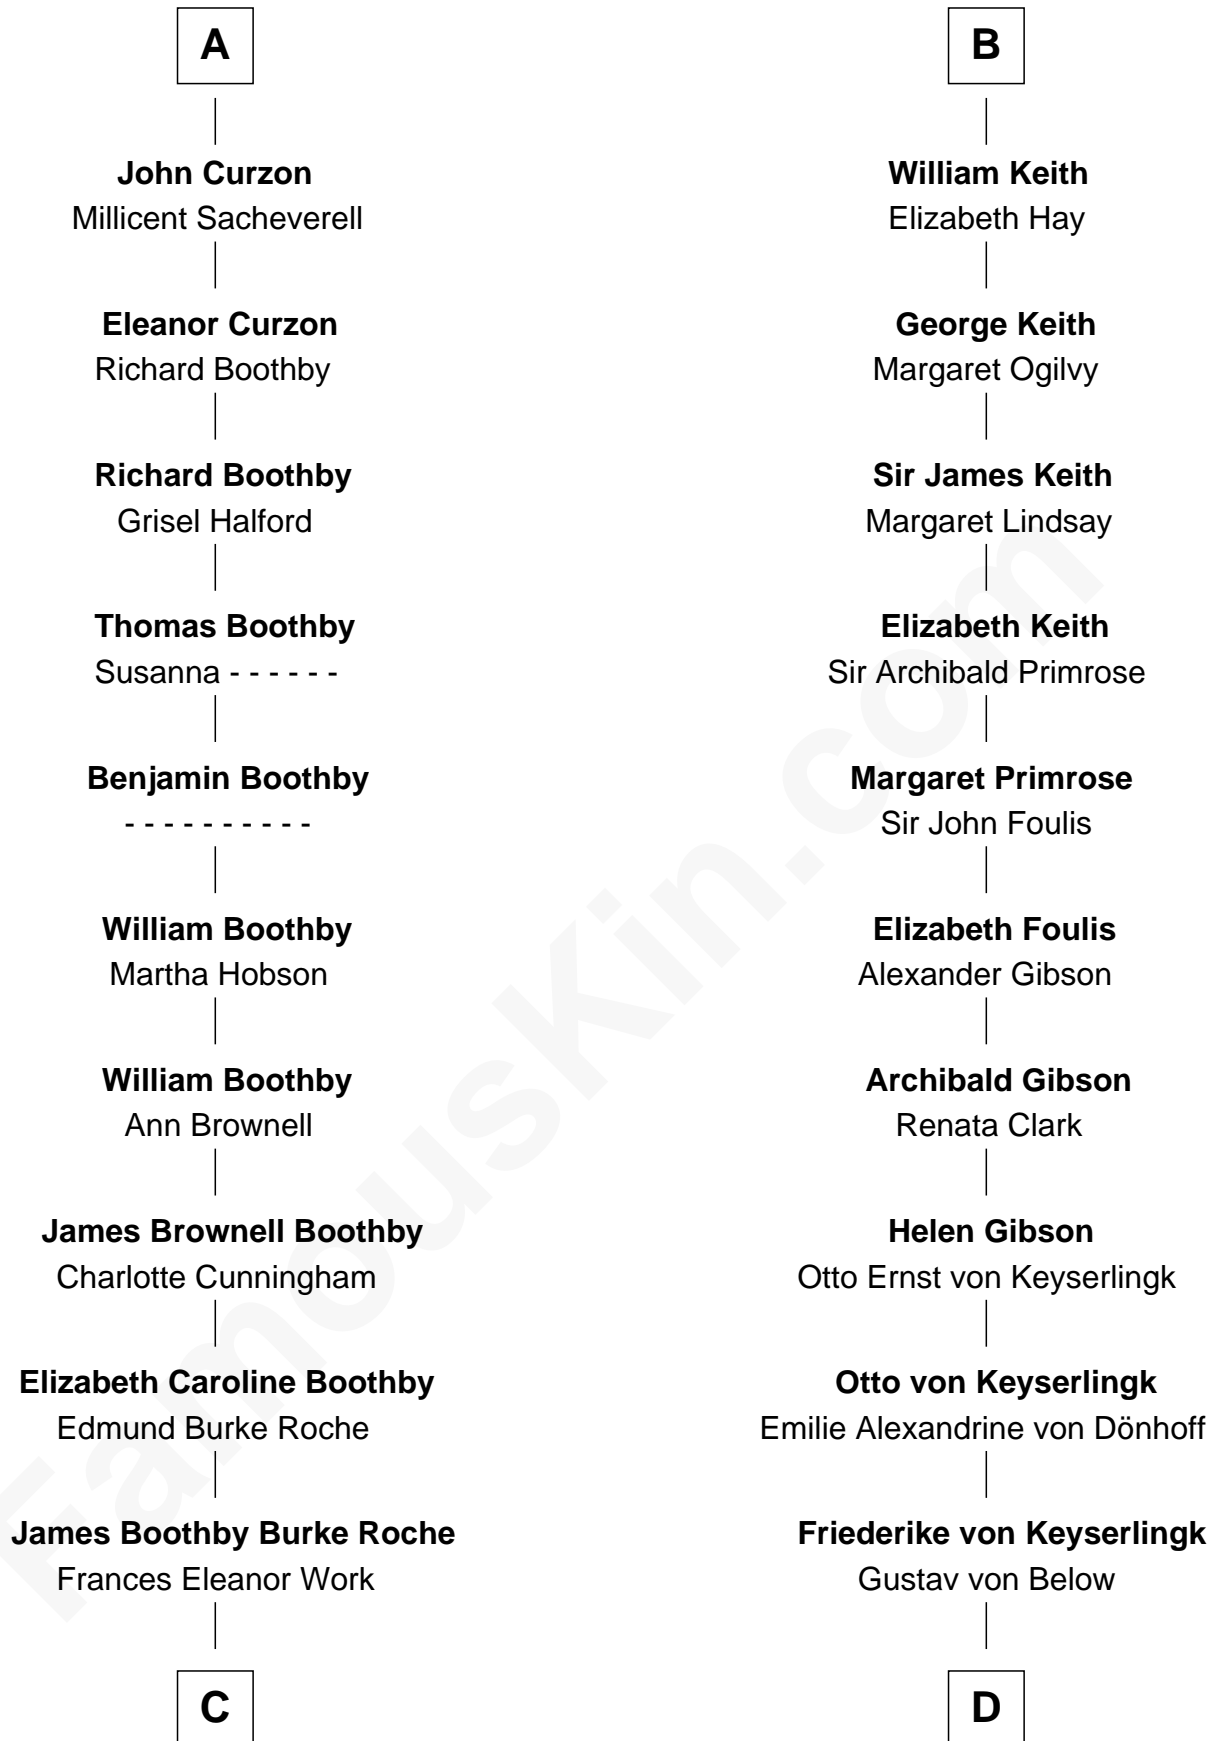 A
John Curzon
Millicent Sacheverell
Eleanor Curzon
Richard Boothby
Richard Boothby
Grisel Halford
Thomas Boothby
Susanna - - - - - -
Benjamin Boothby
- - - - - - - - - -
William Boothby
Martha Hobson
William Boothby
Ann Brownell
James Brownell Boothby
Charlotte Cunningham
Elizabeth Caroline Boothby
Edmund Burke Roche
James Boothby Burke Roche
Frances Eleanor Work
C
B
William Keith
Elizabeth Hay
George Keith
Margaret Ogilvy
Sir James Keith
Margaret Lindsay
Elizabeth Keith
Sir Archibald Primrose
Margaret Primrose
Sir John Foulis
Elizabeth Foulis
Alexander Gibson
Archibald Gibson
Renata Clark
Helen Gibson
Otto Ernst von Keyserlingk
Otto von Keyserlingk
Emilie Alexandrine von Dönhoff
Friederike von Keyserlingk
Gustav von Below
D
FamousKin.com